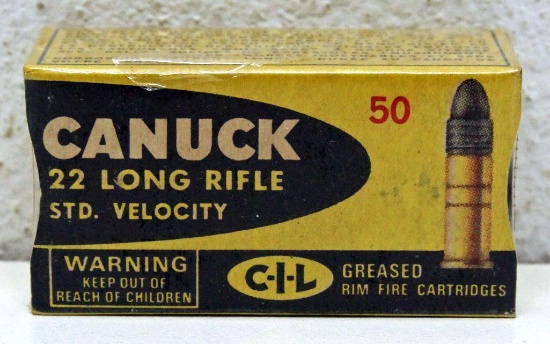 CANUCK
22 LONG RIFLE
STD. VELOCITY
50
WARNING
KEEP OUT OF
REACH OF CHILDREN
C-I-L
GREASED
RIM FIRE CARTRIDGES